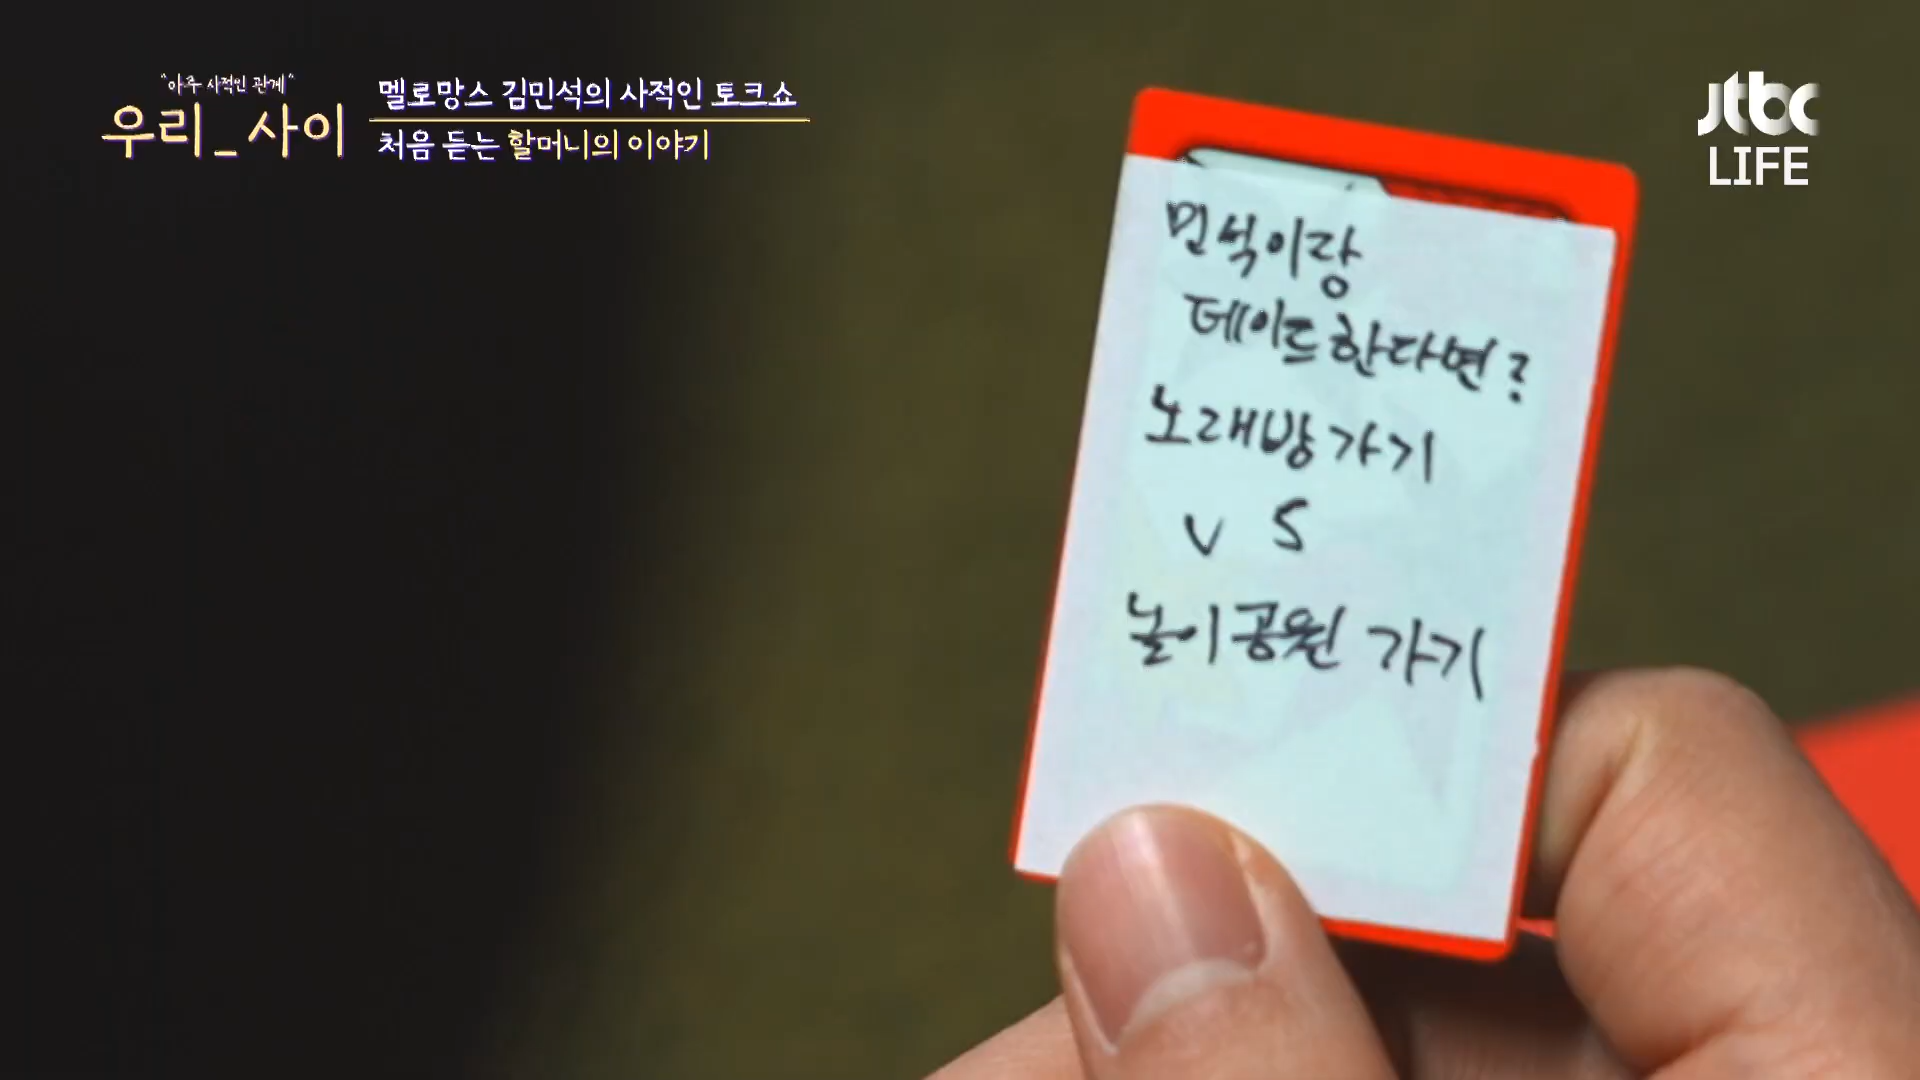 "아주 사적인 관계"
우리_사이
멜로망스 김민석의 사적인 토크쇼
처음 듣는 할머니의 이야기
jtbc
LIFE
민석이랑
데이트한다면?
노래방 가기
VS
놀이공원 가기